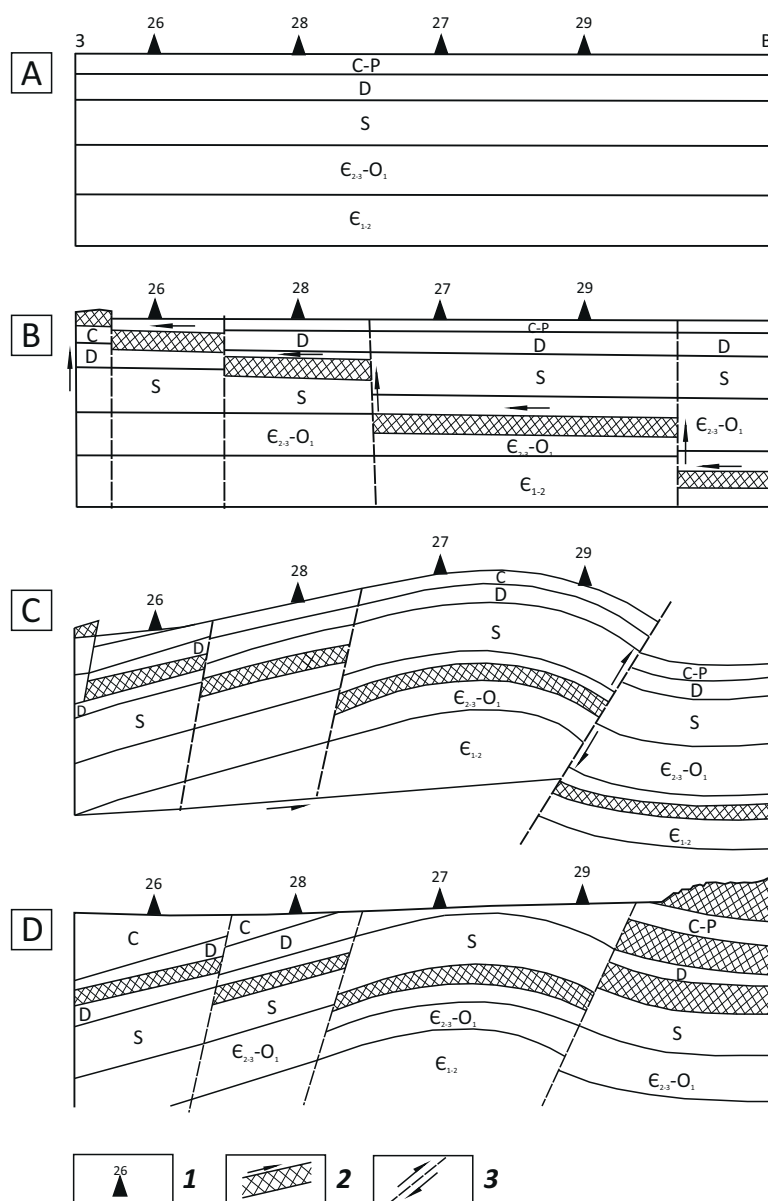 26 28 27 29
3 B
A
C-P
D
S
Є₂₋₃-O₁
Є₁₋₂
26 28 27 29
B
C-P
C D D D
D
S S S S
Є₂₋₃-O₁ Є₂₋₃-O₁ Є₂₋₃-O₁
Є₁₋₂
27
29
28
C
C
26
D
S
D
C-P
D
D
S
S
Є₂₋₃-O₁
Є₁₋₂
Є₂₋₃-O₁
Є₁₋₂
26 28 27 29
D
C C D D S C-P
D
D S S S
Є₂₋₃-O₁ Є₂₋₃-O₁
Є₁₋₂ Є₂₋₃-O₁
26 1 2 3